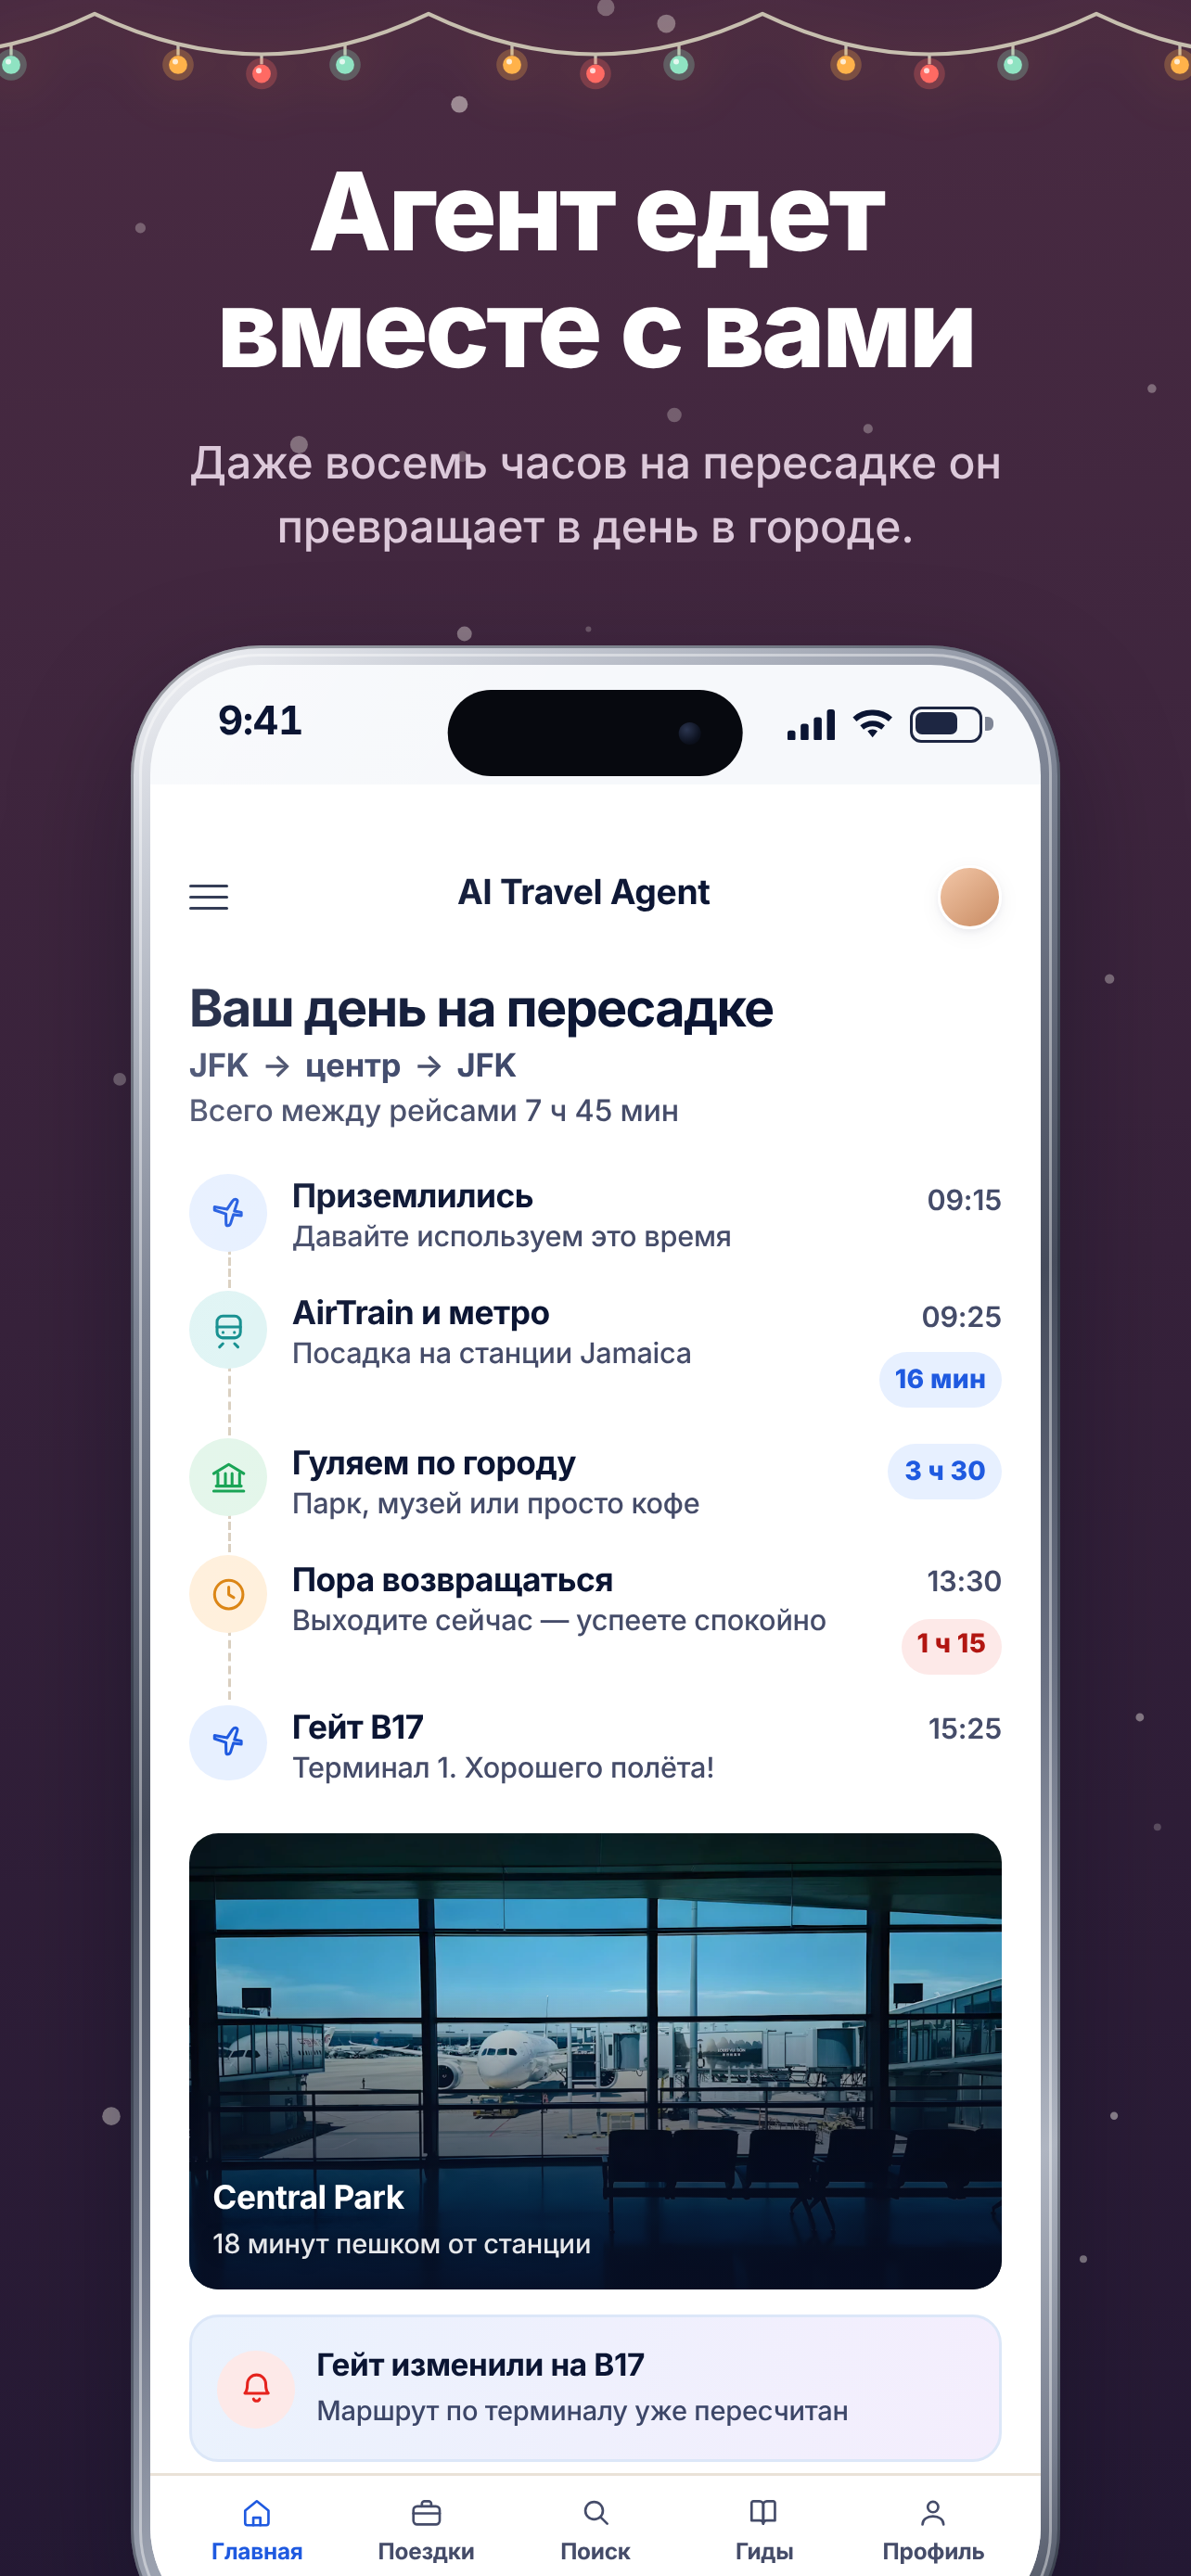 Агент едет
вместе с вами
Даже восемь часов на пересадке он
превращает в день в городе.
9:41
AI Travel Agent
Ваш день на пересадке
JFK → центр → JFK
Всего между рейсами 7 ч 45 мин
Приземлились
09:15
Давайте используем это время
AirTrain и метро
09:25
Посадка на станции Jamaica
16 мин
Гуляем по городу
3 ч 30
Парк, музей или просто кофе
Пора возвращаться
13:30
Выходите сейчас — успеете спокойно
1 ч 15
Гейт B17
15:25
Терминал 1. Хорошего полёта!
Central Park
18 минут пешком от станции
Гейт изменили на B17
Маршрут по терминалу уже пересчитан
Главная
Поездки
Поиск
Гиды
Профиль